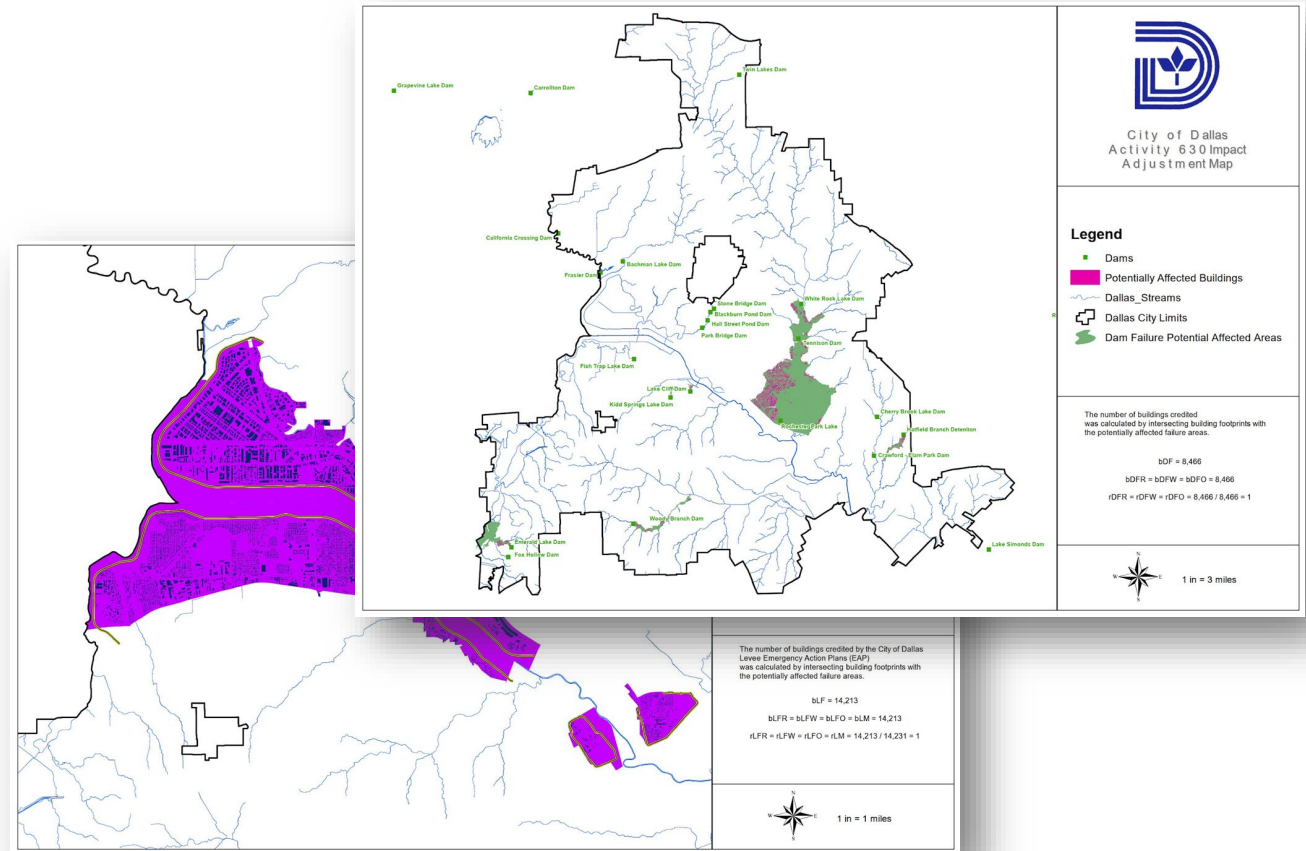 City of Dallas
Activity 630 Impact
Adjustment Map
Legend
Dams
Potentially Affected Buildings
Dallas_Streams
Dallas City Limits
Dam Failure Potential Affected Areas
The number of buildings credited
was calculated by intersecting building footprints with
the potentially affected failure areas.
bDF = 8,466
bDFR = bDFW = bDFO = 8,466
rDFR = rDFW = rDFO = 8,466 / 8,466 = 1
N
W
E
S
1 in = 3 miles
Twin Lakes Dam
Grapevine Lake Dam
Carrollton Dam
California Crossing Dam
Bachman Lake Dam
Frasier Dam
White Rock Lake Dam
Stone Bridge Dam
Blackburn Pond Dam
Hall Street Pond Dam
Park Bridge Dam
Tennison Dam
Fish Trap Lake Dam
Lake Cliff Dam
Kidd Springs Lake Dam
Cherry Brook Lake Dam
Rochester Park Lake
Hatfield Branch Detention
Crawford - Elam Park Dam
Woody Branch Dam
Emerald Lake Dam
Fox Hollow Dam
Lake Simonds Dam
R
The number of buildings credited by the City of Dallas
Levee Emergency Action Plans (EAP)
was calculated by intersecting building footprints with
the potentially affected failure areas.
bLF = 14,213
bLFR = bLFW = bLFO = bLM = 14,213
rLFR = rLFW = rLFO = rLM = 14,213 / 14,231 = 1
N
W
E
S
1 in = 1 miles